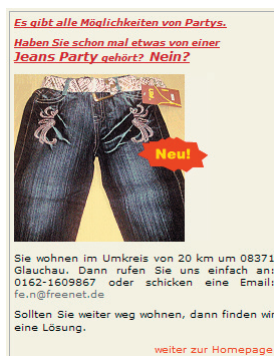 Es gibt alle Möglichkeiten von Partys.
Haben Sie schon mal etwas von einer
Jeans Party gehört? Nein?
Neu!
Sie wohnen im Umkreis von 20 km um 08371
Glauchau. Dann rufen Sie uns einfach an:
0162-1609867 oder schicken eine Email:
fe.n@freenet.de
Sollten Sie weiter weg wohnen, dann finden wir
eine Lösung.
weiter zur Homepage